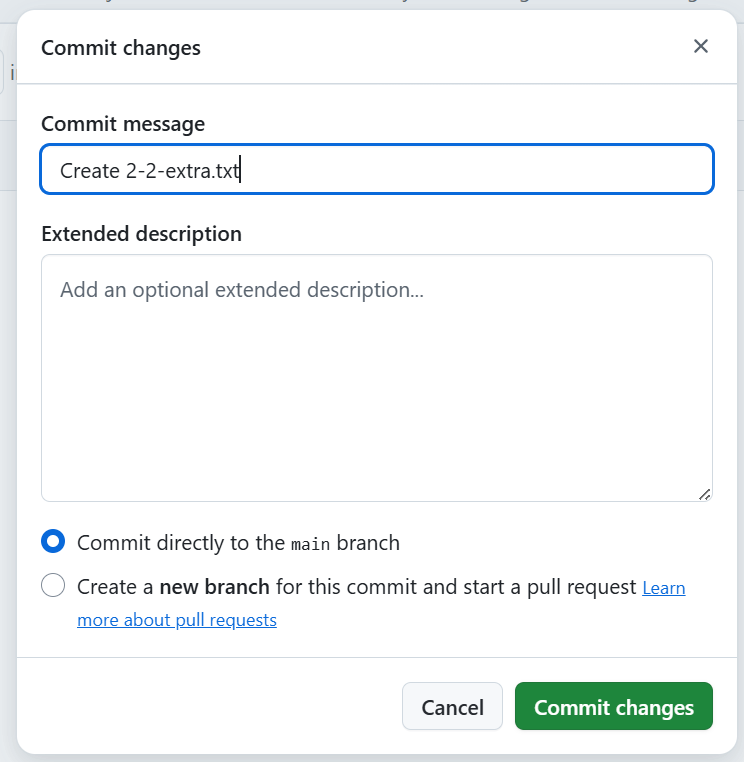 Commit changes
Commit message
Create 2-2-extra.txt
Extended description
Add an optional extended description...
Commit directly to the main branch
Create a new branch for this commit and start a pull request Learn
more about pull requests
Cancel
Commit changes